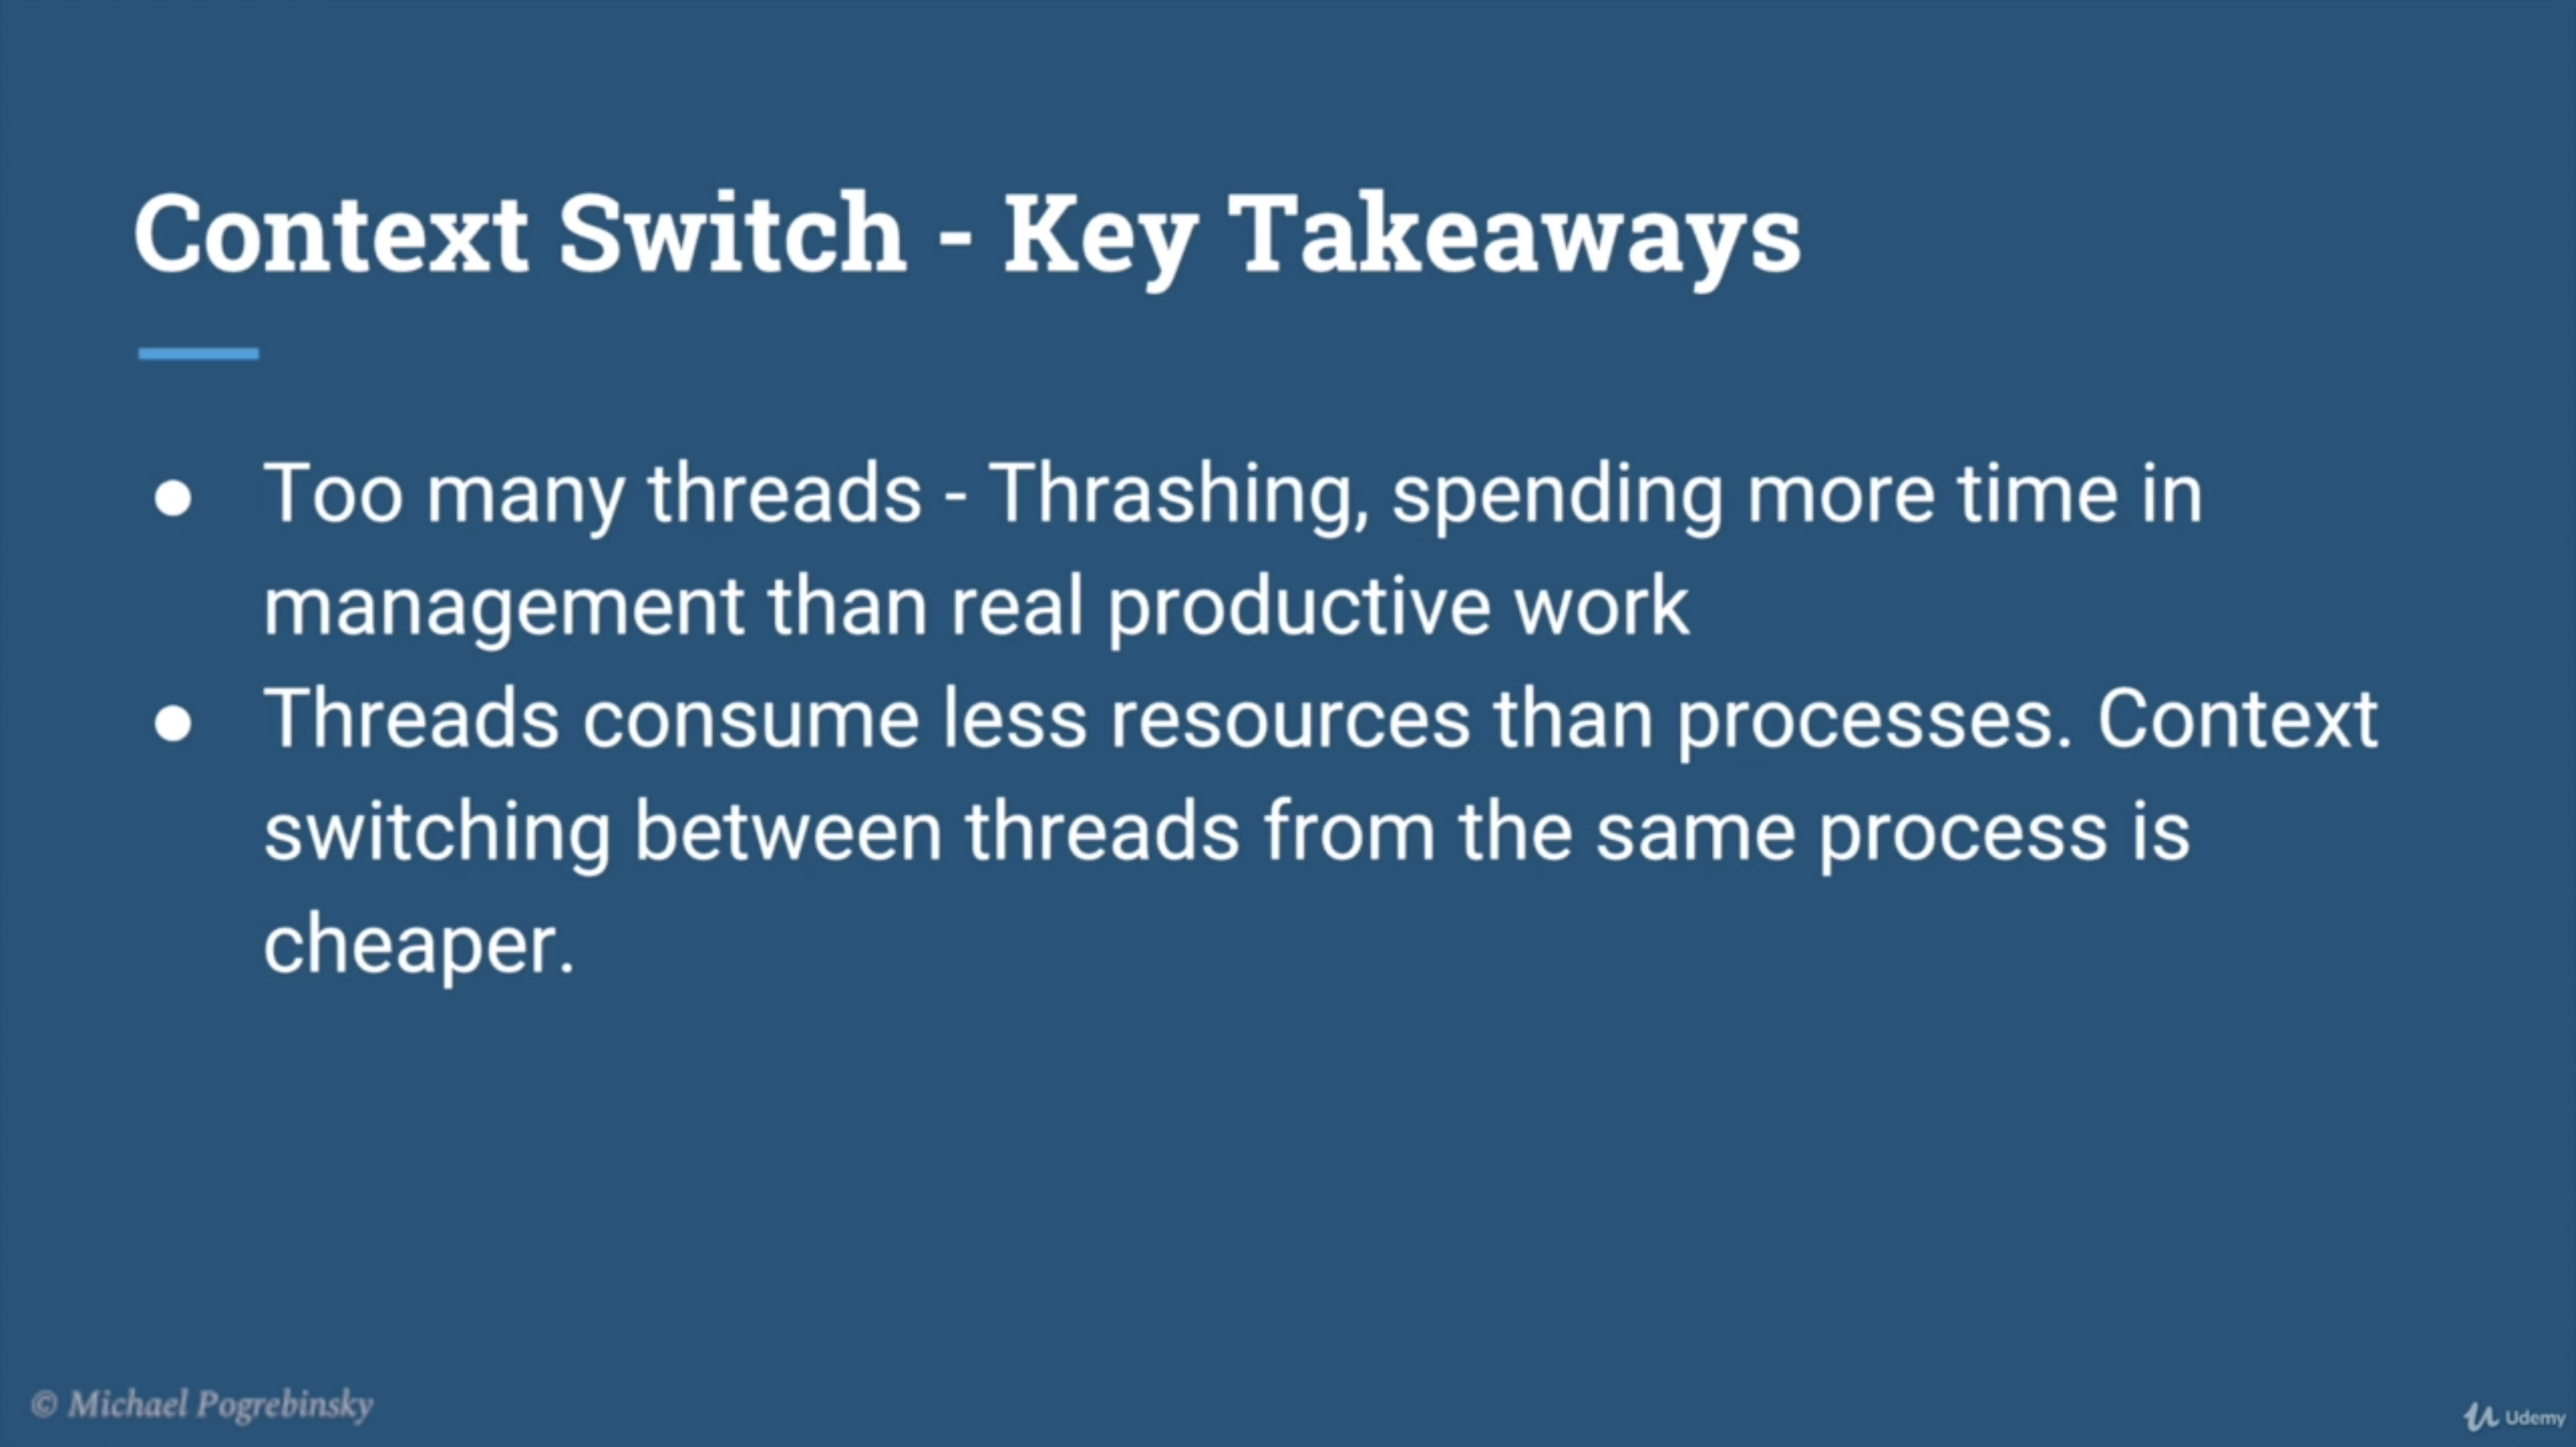 Context Switch - Key Takeaways
● Too many threads - Thrashing, spending more time in
management than real productive work
● Threads consume less resources than processes. Context
switching between threads from the same process is
cheaper.
© Michael Pogrebinsky
Udemy